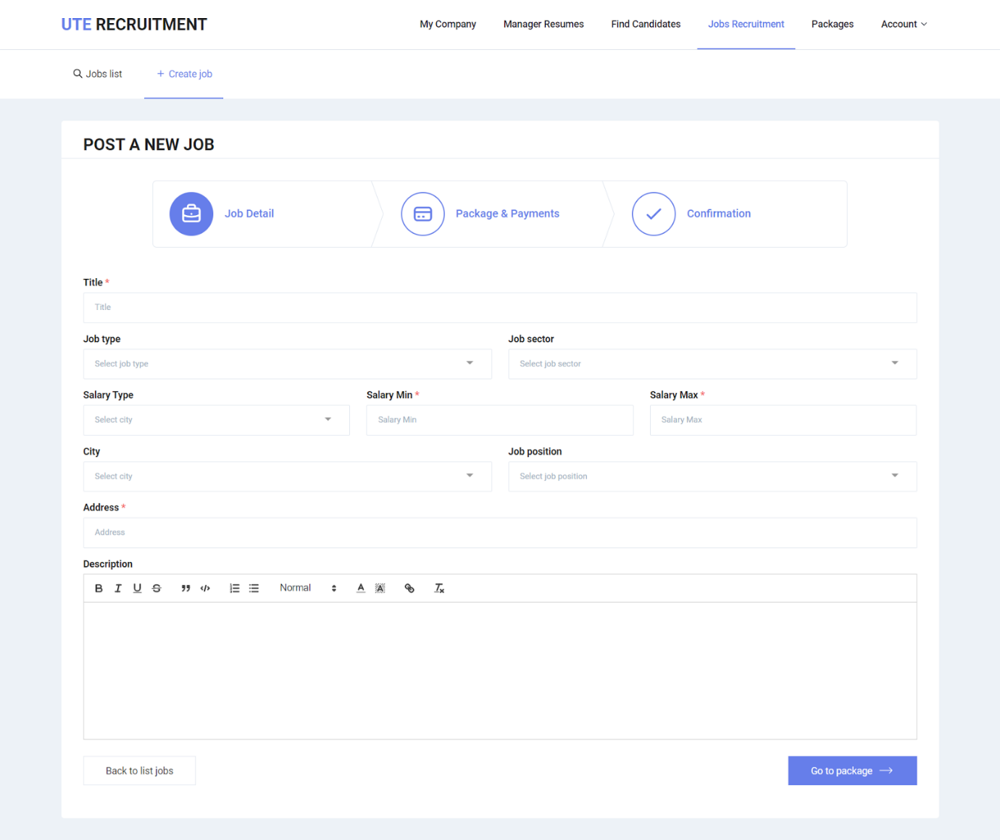 UTE RECRUITMENT
My Company Manager Resumes Find Candidates Jobs Recruitment Packages Account
Jobs list + Create job
POST A NEW JOB
Job Detail Package & Payments Confirmation
Title *
Title
Job type Job sector
Select job type Select job sector
Salary Type Salary Min * Salary Max *
Select city Salary Min Salary Max
City Job position
Select city Select job position
Address *
Address
Description
B I U S Normal A A Tx
Back to list jobs Go to package